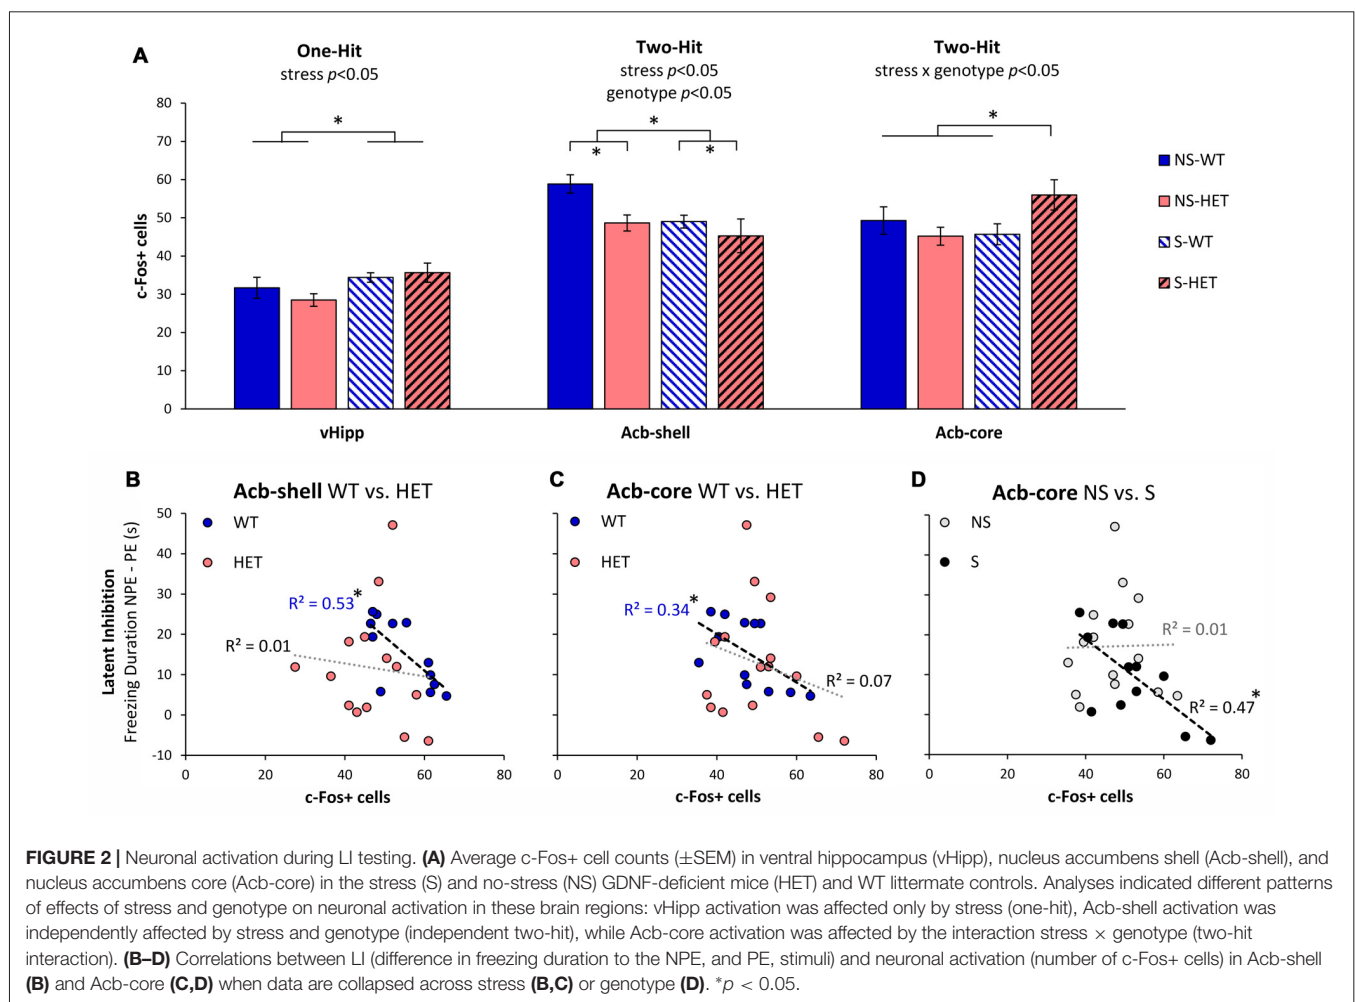 A
One-Hit
stress p<0.05
Two-Hit
stress p<0.05
genotype p<0.05
Two-Hit
stress x genotype p<0.05
c-Fos+ cells
80
70
60
50
40
30
20
10
0
*
*
*
*
*
vHipp
Acb-shell
Acb-core
NS-WT
NS-HET
S-WT
S-HET
B
Acb-shell WT vs. HET
Latent Inhibition
Freezing Duration NPE - PE (s)
50
40
30
20
10
0
-10
WT
HET
R² = 0.53
*
R² = 0.01
0
20
40
60
80
c-Fos+ cells
C
Acb-core WT vs. HET
WT
HET
R² = 0.34
*
R² = 0.07
0
20
40
60
80
c-Fos+ cells
D
Acb-core NS vs. S
NS
S
R² = 0.01
R² = 0.47
*
0
20
40
60
80
c-Fos+ cells
FIGURE 2 | Neuronal activation during LI testing. (A) Average c-Fos+ cell counts (±SEM) in ventral hippocampus (vHipp), nucleus accumbens shell (Acb-shell), and
nucleus accumbens core (Acb-core) in the stress (S) and no-stress (NS) GDNF-deficient mice (HET) and WT littermate controls. Analyses indicated different patterns
of effects of stress and genotype on neuronal activation in these brain regions: vHipp activation was affected only by stress (one-hit), Acb-shell activation was
independently affected by stress and genotype (independent two-hit), while Acb-core activation was affected by the interaction stress × genotype (two-hit
interaction). (B–D) Correlations between LI (difference in freezing duration to the NPE, and PE, stimuli) and neuronal activation (number of c-Fos+ cells) in Acb-shell
(B) and Acb-core (C,D) when data are collapsed across stress (B,C) or genotype (D). *p < 0.05.